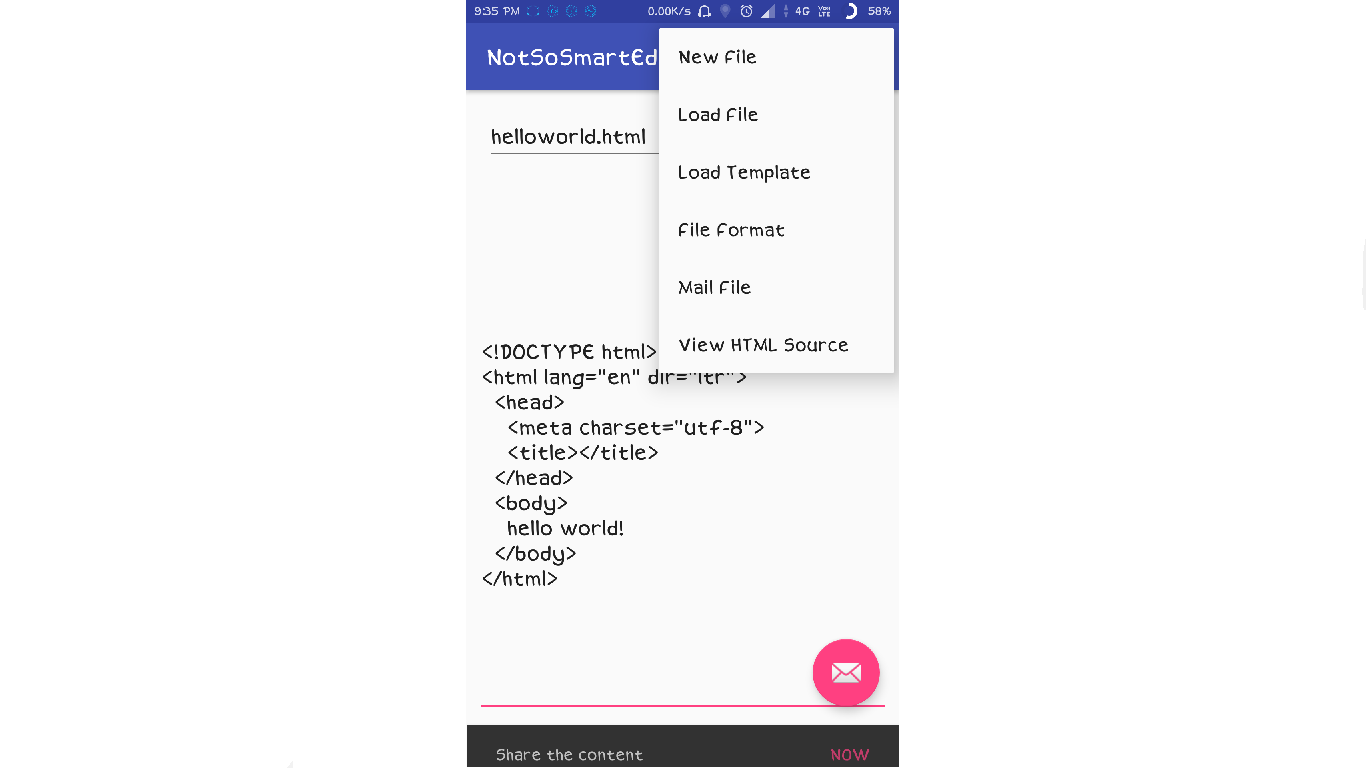 9:35 PM 0.00K/s 4G VoLTE 58%
NotSoSmartEd
New File
Load File
Load Template
File Format
Mail File
View HTML Source
helloworld.html
<!DOCTYPE html>
<html lang="en" dir="ltr">
<head>
<meta charset="utf-8">
<title></title>
</head>
<body>
hello world!
</body>
</html>
Share the content NOW